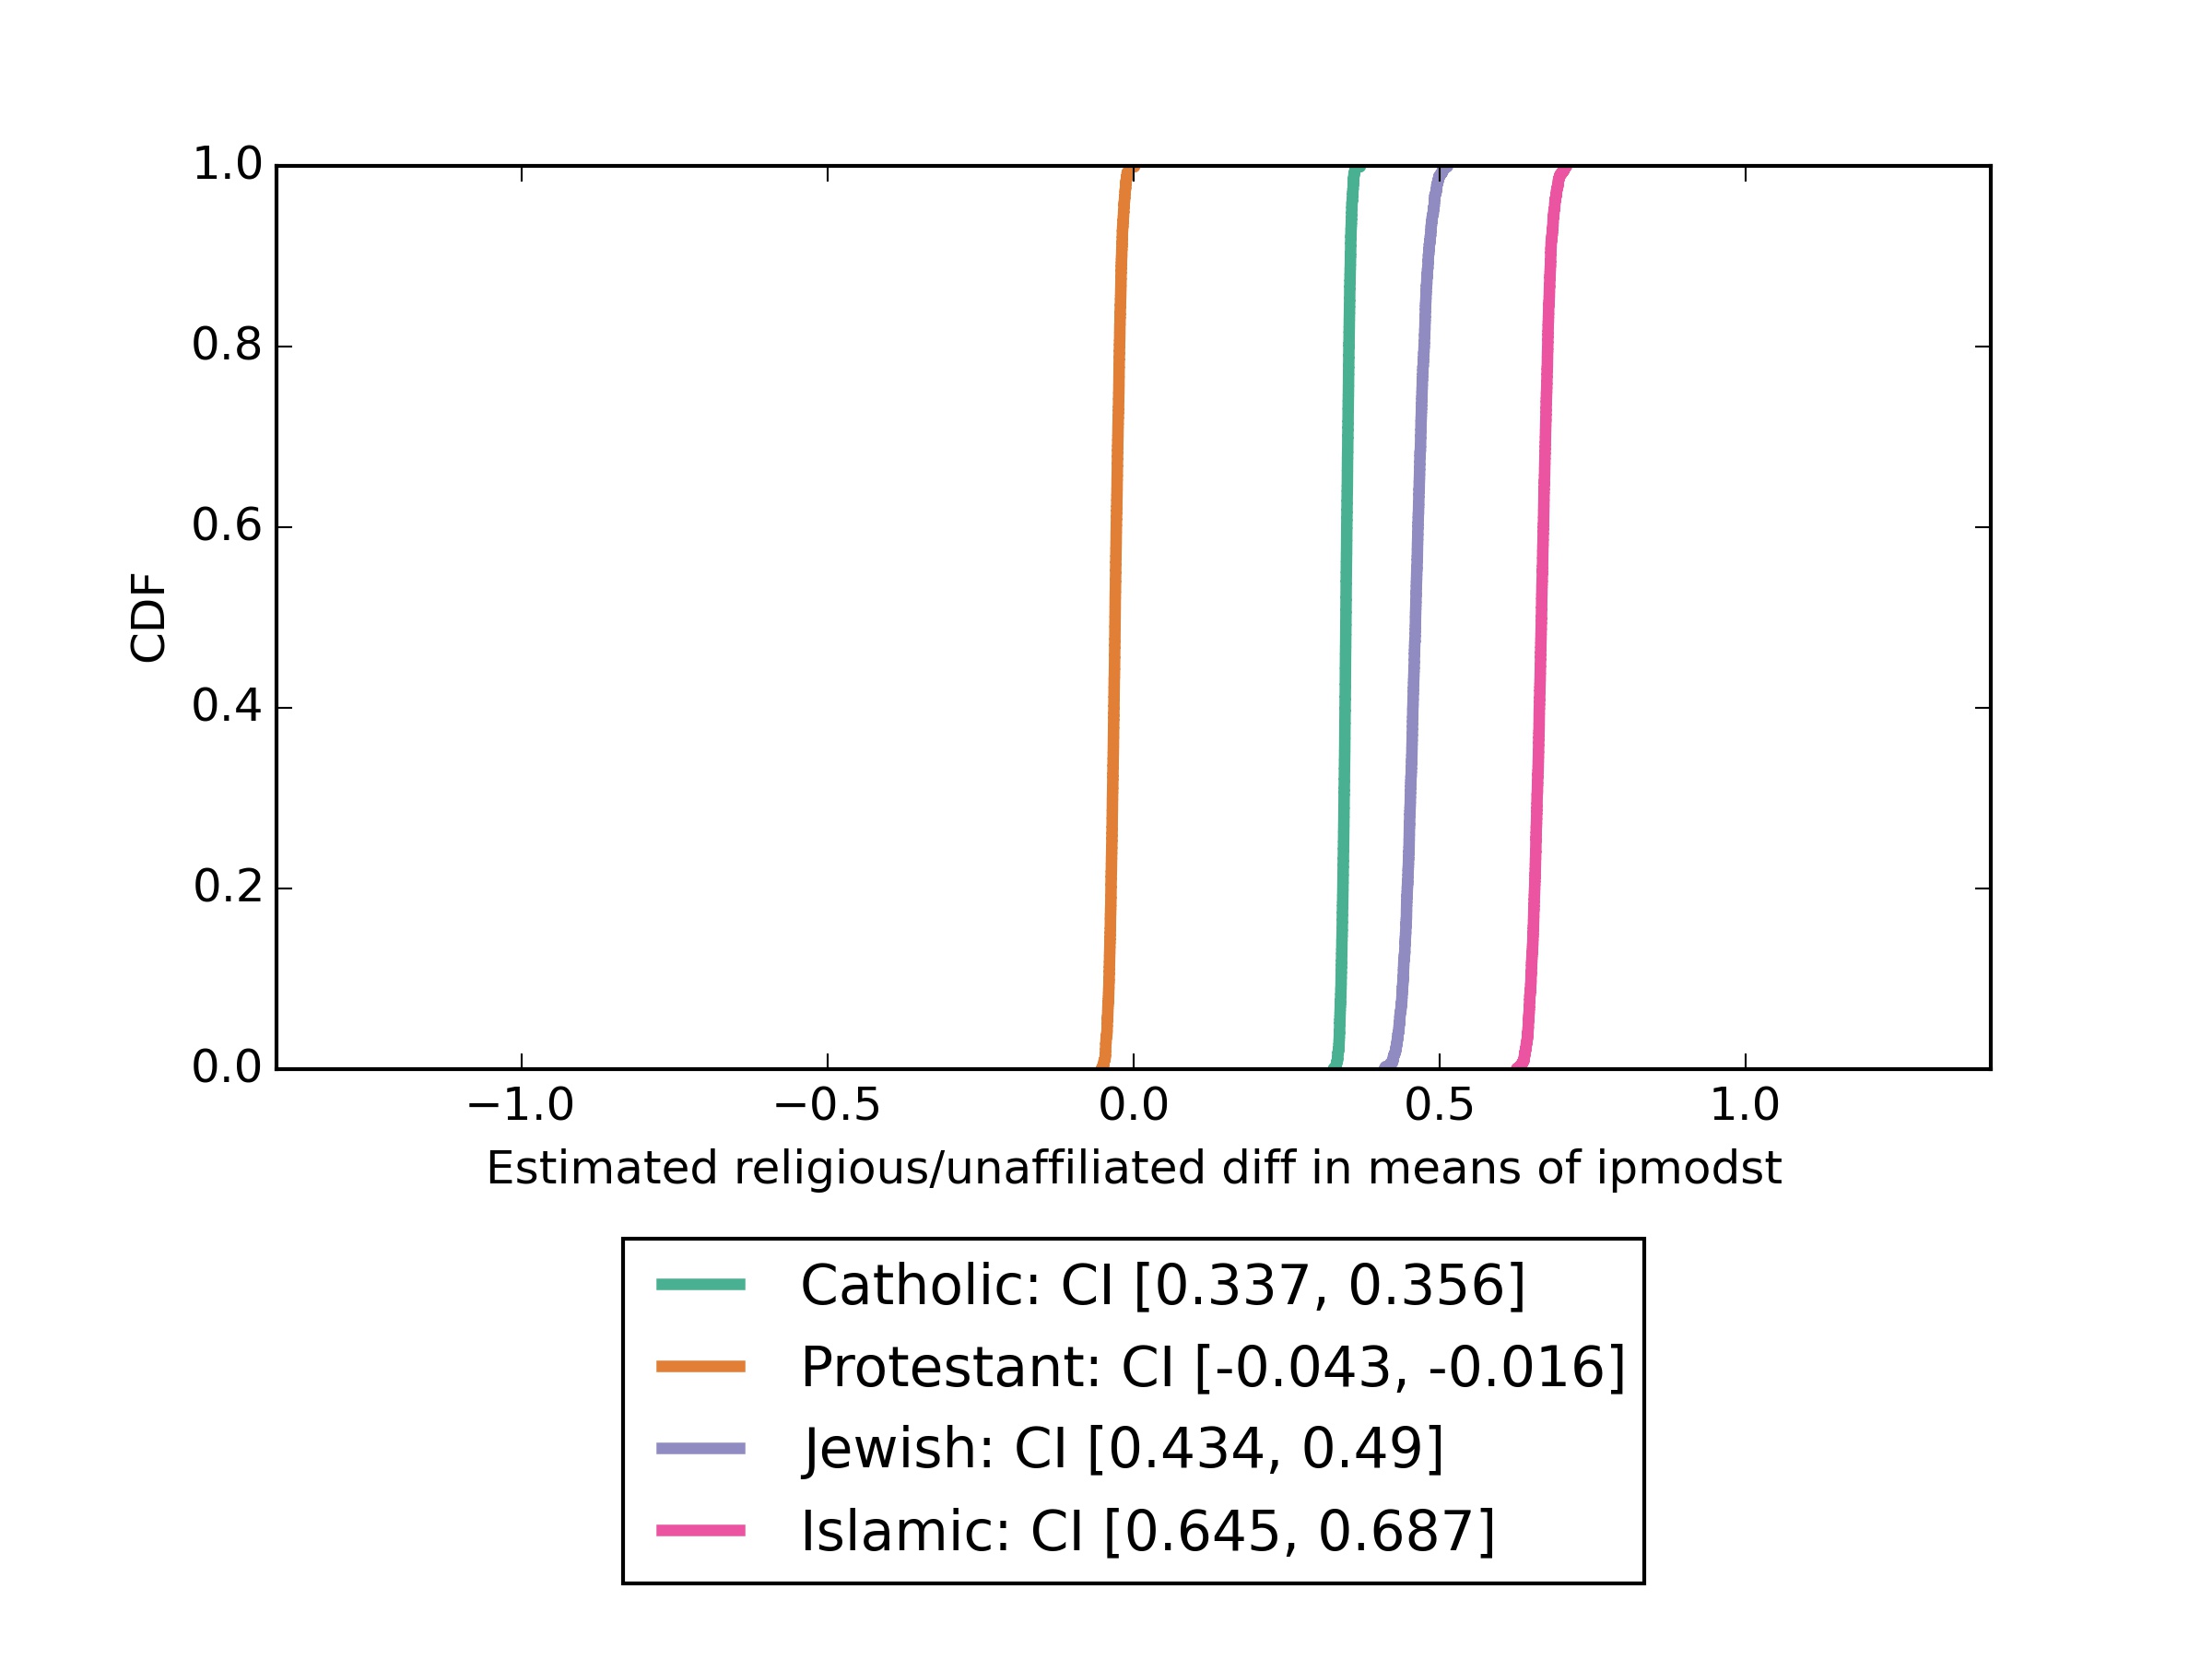 1.0
0.8
0.6
0.4
0.2
0.0
CDF
−1.0 −0.5 0.0 0.5 1.0
Estimated religious/unaffiliated diff in means of ipmodst
Catholic: CI [0.337, 0.356]
Protestant: CI [-0.043, -0.016]
Jewish: CI [0.434, 0.49]
Islamic: CI [0.645, 0.687]